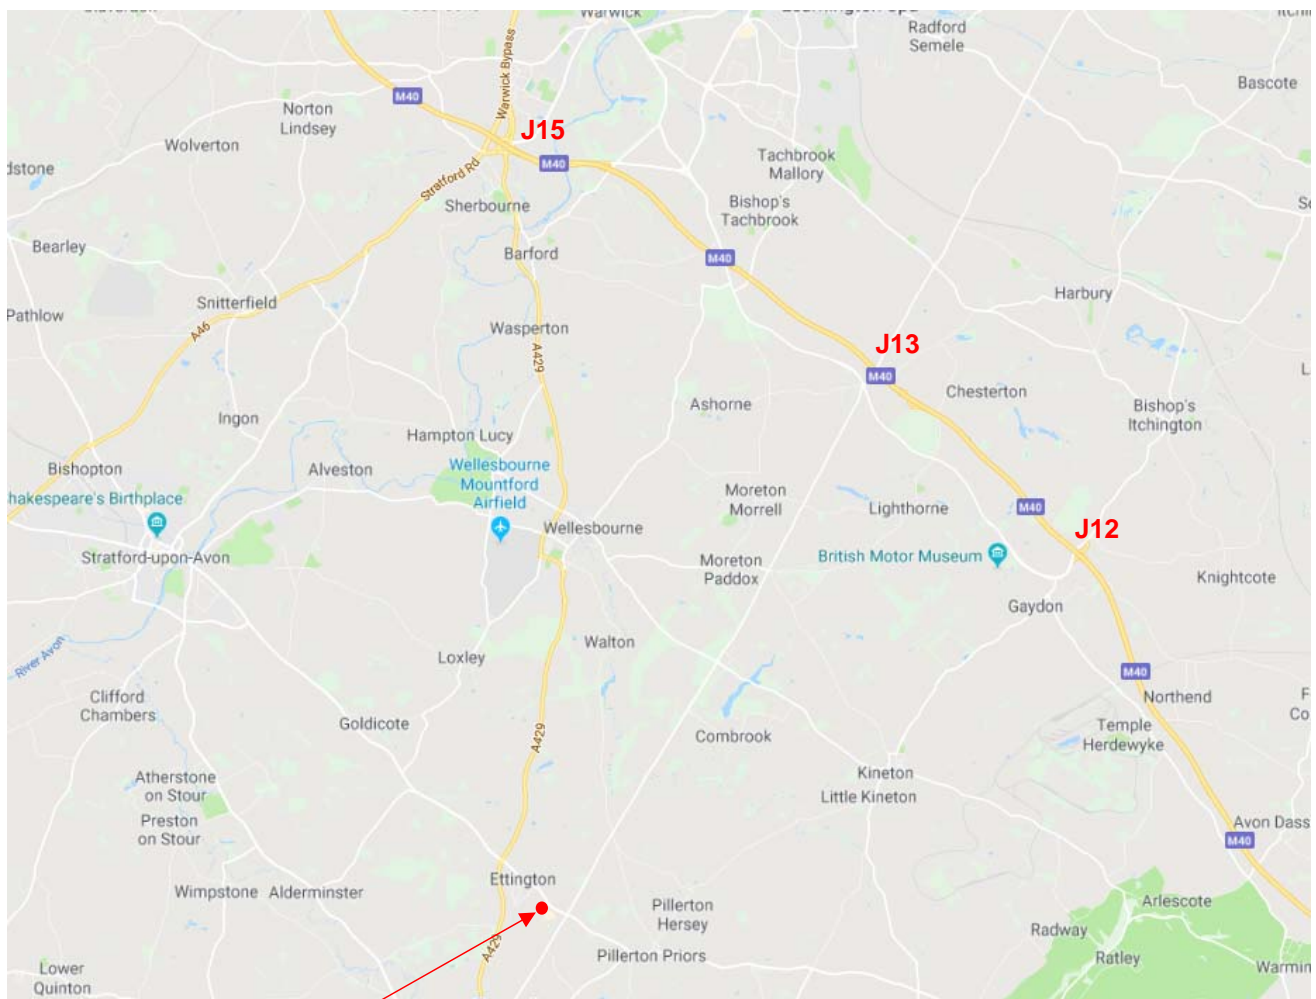 Warwick
Radford
Semele
Bascote
Warwick Bypass
M40
Norton
Lindsey
J15
Wolverton
M40
Stratford Rd
Tachbrook
Mallory
Sherbourne
Bishop's
Tachbrook
Bearley
Barford
M40
Snitterfield
Harbury
Pathlow
A46
Wasperton
A429
J13
M40
Chesterton
Ashorne
Bishop's
Itchington
Ingon
Hampton Lucy
Bishopton
Alveston
Wellesbourne
Mountford
Airfield
hakespeare's Birthplace
Moreton
Morrell
Lighthorne
M40
J12
Wellesbourne
Stratford-upon-Avon
Moreton
Paddox
British Motor Museum
Knightcote
Gaydon
River Avon
Loxley
Walton
M40
Northend
Clifford
Chambers
Goldicote
A429
Combrook
Temple
Herdewyke
Atherstone
on Stour
Kineton
Little Kineton
Preston
on Stour
Avon Dass
M40
Wimpstone
Alderminster
Ettington
Pillerton
Hersey
Arlescote
Radway
A429
Pillerton Priors
Ratley
Lower
Quinton
Warmin